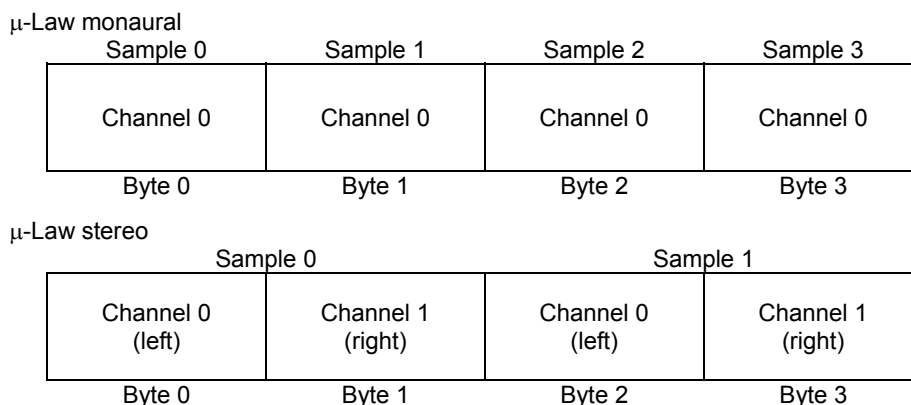 μ-Law monaural
Sample 0 Sample 1 Sample 2 Sample 3
Channel 0 Channel 0 Channel 0 Channel 0
Byte 0 Byte 1 Byte 2 Byte 3
μ-Law stereo
Sample 0 Sample 1
Channel 0 Channel 1 Channel 0 Channel 1
(left) (right) (left) (right)
Byte 0 Byte 1 Byte 2 Byte 3